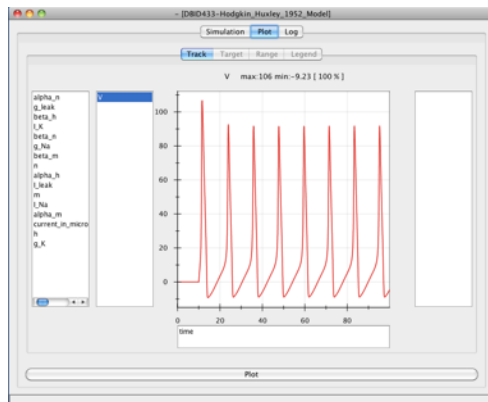 - [DBID433-Hodgkin_Huxley_1952_Model]
Simulation Plot Log
Track Target Range Legend
V max:106 min:-9.23 [ 100 % ]
alpha_n
g_leak
beta_h
I_K
beta_n
g_Na
beta_m
n
alpha_h
I_leak
m
I_Na
alpha_m
current_in_micro
h
g_K
V
100
80
60
40
20
0
0 20 40 60 80
time
Plot